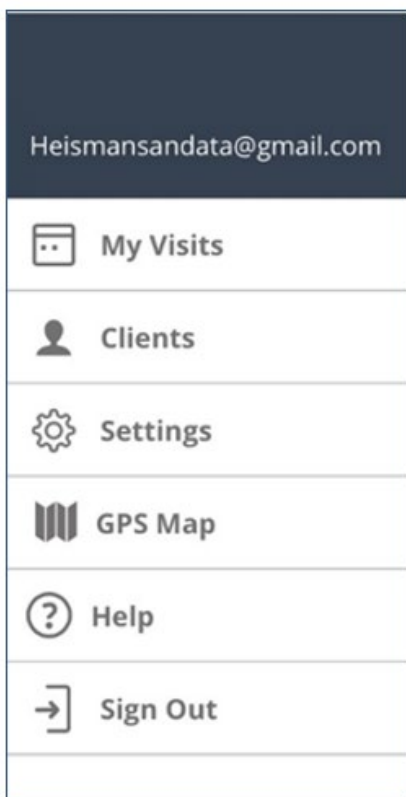 Heismansandata@gmail.com
My Visits
Clients
Settings
GPS Map
Help
Sign Out